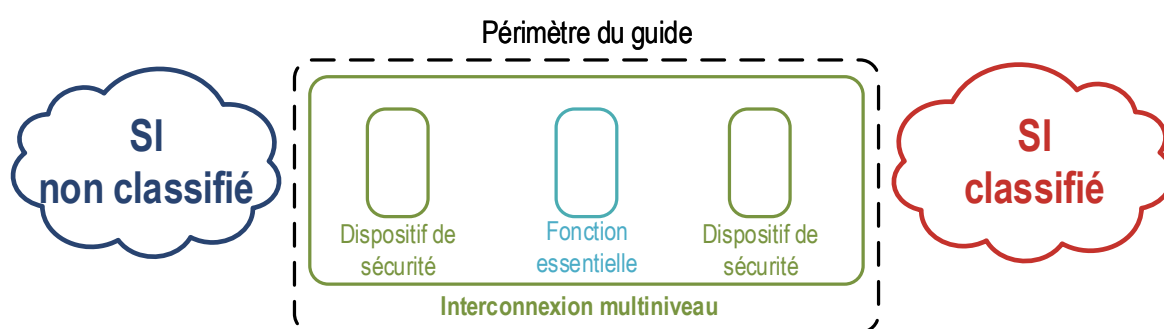 Périmètre du guide
SI
non classifié
Dispositif de
sécurité
Fonction
essentielle
Dispositif de
sécurité
SI
classifié
Interconnexion multiniveau